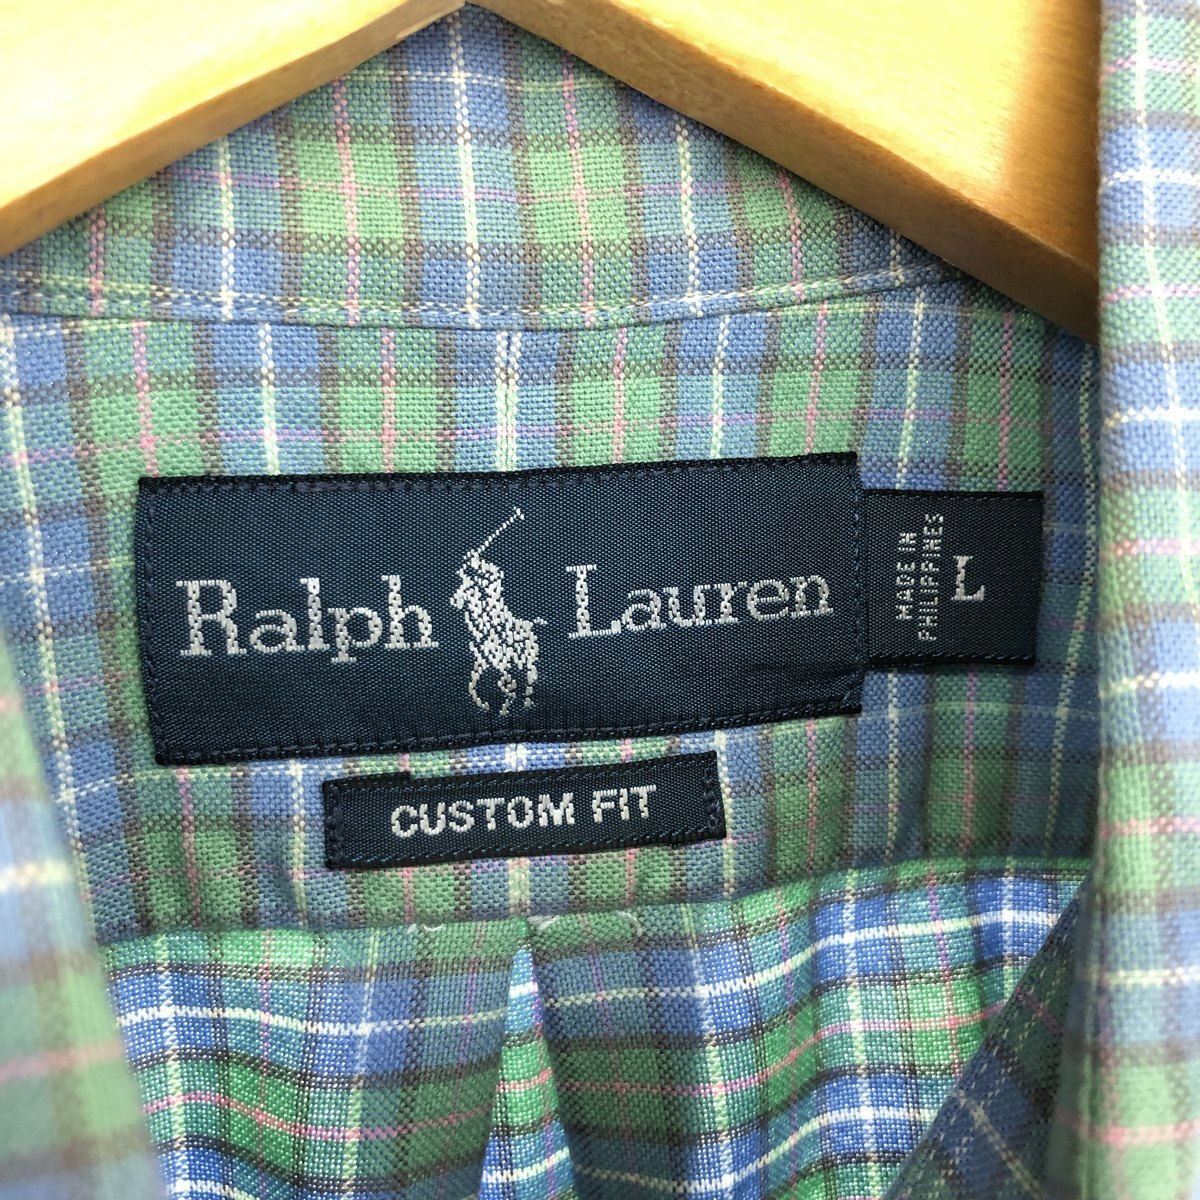 Ralph Lauren
MADE IN
PHILIPPINES
L
CUSTOM FIT